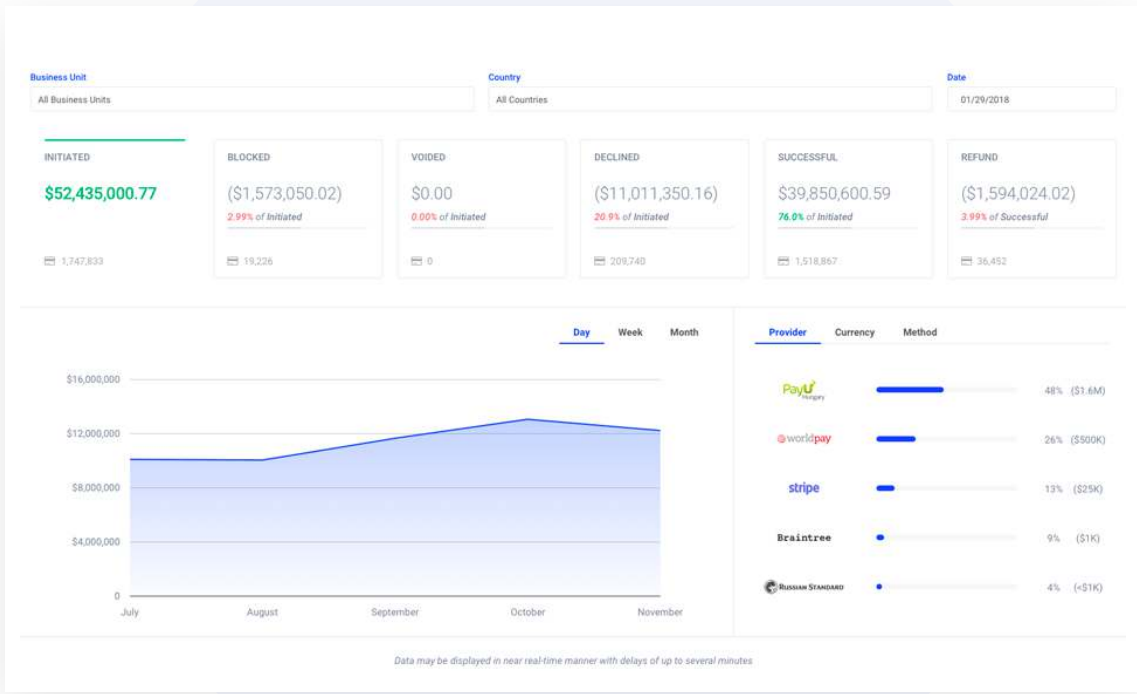 Business Unit
All Business Units
Country
All Countries
Date
01/29/2018
INITIATED
$52,435,000.77
1,747,833
BLOCKED
($1,573,050.02)
2.99% of Initiated
19,226
VOIDED
$0.00
0.00% of Initiated
0
DECLINED
($11,011,350.16)
20.9% of Initiated
209,740
SUCCESSFUL
$39,850,600.59
76.0% of Initiated
1,518,867
REFUND
($1,594,024.02)
3.99% of Successful
36,452
Day Week Month
$16,000,000
$12,000,000
$8,000,000
$4,000,000
0
July August September October November
Provider Currency Method
PayU Hungary 48% ($1.6M)
worldpay 26% ($500K)
stripe 13% ($25K)
Braintree 9% ($1K)
RUSSIAN STANDARD 4% (<$1K)
Data may be displayed in near real-time manner with delays of up to several minutes